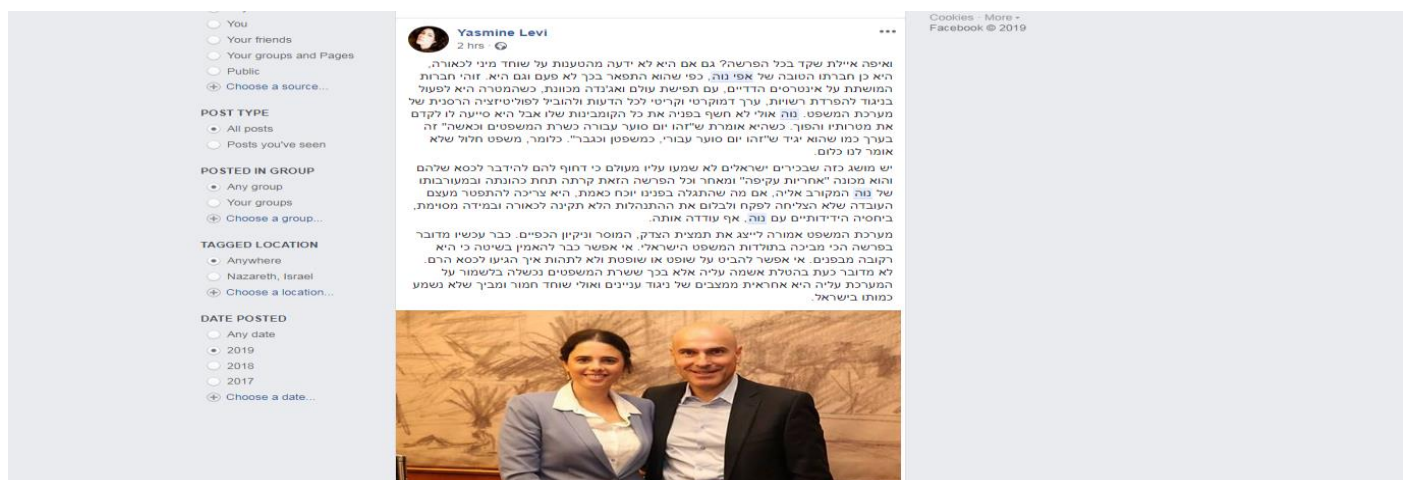 You
Your friends
Your groups and Pages
Public
Choose a source...
POST TYPE
All posts
Posts you've seen
POSTED IN GROUP
Any group
Your groups
Choose a group...
TAGGED LOCATION
Anywhere
Nazareth, Israel
Choose a location...
DATE POSTED
Any date
2019
2018
2017
Choose a date...
Yasmine Levi
2 hrs ·
ואיפה איילת שקד בכל הפרשה? גם אם היא לא ידעה מהטענות על שוחד מיני לכאורה,
היא כן חברתו הטובה של אפי נוה, כפי שהוא התפאר בכך לא פעם וגם היא. זוהי חברות
המושתת על אינטרסים הדדיים, עם תפישת עולם ואג'נדה מכוונת, כשהמטרה היא לפעול
בניגוד להפרדת רשויות, ערך דמוקרטי וקריטי לכל הדעות ולהוביל לפוליטיזציה הרסנית של
מערכת המשפט. נוה אולי לא חשף בפניה את כל הקומבינות שלו אבל היא סייעה לו לקדם
את מטרותיו והפוך. כשהיא אומרת ש"זהו יום סוער עבורה כשרת המשפטים וכאשה" זה
בערך כמו שהוא יגיד ש"זהו יום סוער עבורי, כמשפטן וכגבר". כלומר, משפט חלול שלא
אומר לנו כלום.
יש מושג כזה שבכירים ישראלים לא שמעו עליו מעולם כי דחוף להם להידבר לכסא שלהם
והוא מכונה "אחריות עקיפה" ומאחר וכל הפרשה הזאת קרתה תחת כהונתה ובמעורבותו
של נוה המקורב אליה, אם מה שהתגלה בפנינו יוכח כאמת, היא צריכה להתפטר מעצם
העובדה שלא הצליחה לפקח ולבלום את ההתנהלות הלא תקינה לכאורה ובמידה מסוימת,
ביחסיה הידידותיים עם נוה, אף עודדה אותה.
מערכת המשפט אמורה לייצג את תמצית הצדק, המוסר וניקיון הכפיים. כבר עכשיו מדובר
בפרשה הכי מביכה בתולדות המשפט הישראלי. אי אפשר כבר להאמין בשיטה כי היא
רקובה מבפנים. אי אפשר להביט על שופט או שופטת ולא לתהות איך הגיעו לכסא הרם.
לא מדובר כעת בהטלת אשמה עליה אלא בכך ששרת המשפטים נכשלה בלשמור על
המערכת עליה היא אחראית ממצבים של ניגוד עניינים ואולי שוחד חמור ומביך שלא נשמע
כמותו בישראל.
Cookies · More
Facebook © 2019